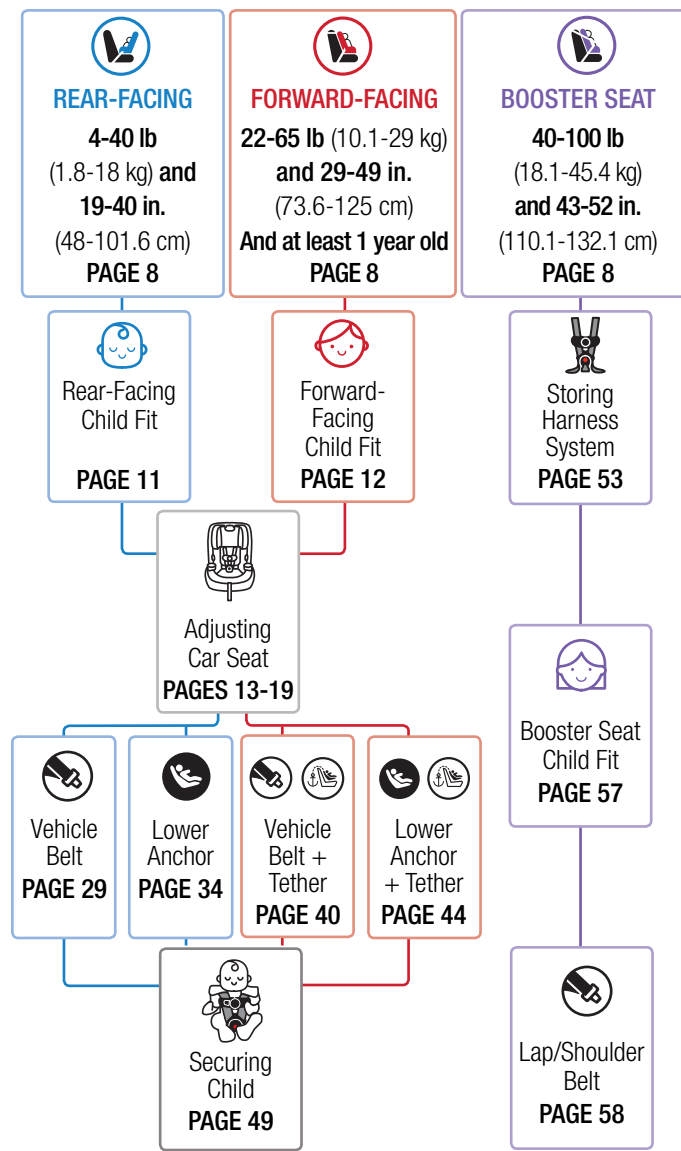 REAR-FACING
4-40 lb
(1.8-18 kg) and
19-40 in.
(48-101.6 cm)
PAGE 8
FORWARD-FACING
22-65 lb (10.1-29 kg)
and 29-49 in.
(73.6-125 cm)
And at least 1 year old
PAGE 8
BOOSTER SEAT
40-100 lb
(18.1-45.4 kg)
and 43-52 in.
(110.1-132.1 cm)
PAGE 8
Rear-Facing
Child Fit
PAGE 11
Forward-
Facing
Child Fit
PAGE 12
Storing
Harness
System
PAGE 53
Adjusting
Car Seat
PAGES 13-19
Booster Seat
Child Fit
PAGE 57
Vehicle
Belt
PAGE 29
Lower
Anchor
PAGE 34
Vehicle
Belt +
Tether
PAGE 40
Lower
Anchor
+ Tether
PAGE 44
Securing
Child
PAGE 49
Lap/Shoulder
Belt
PAGE 58